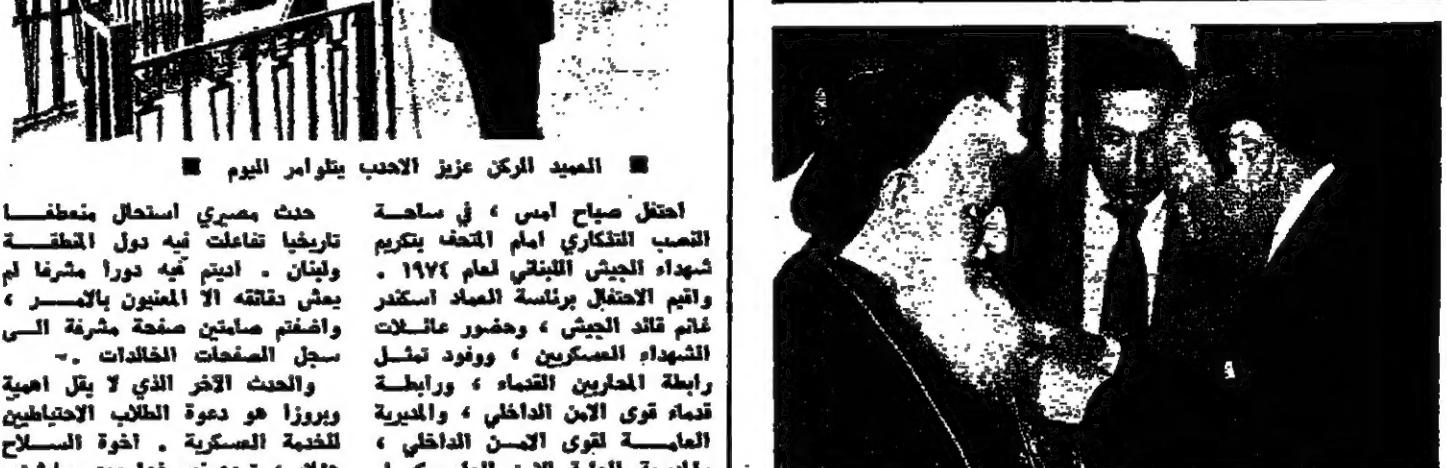 ■ العميد الركن عزيز الاحدب يتلو امر اليوم ■
احتفل صباح امس ، في ساحة
النصب التذكاري امام المتحف بتكريم
شهداء الجيش اللبناني لعام ١٩٧٤ .
واقيم الاحتفال برئاسة العماد اسكندر
غانم قائد الجيش ، وحضور عائلات
الشهداء العسكريين ، ووفود تمثل
رابطة المحاربين القدماء ، ورابطة
قدماء قوى الامن الداخلي ، والمديرية
العامة لقوى الامن الداخلي ،
حدث مصيري استحال منعطفا
تاريخيا تفاعلت فيه دول المنطقة
ولبنان . اديتم فيه دورا مشرفا لم
يعش دقائقه الا المعنيون بالامر ،
واضفتم صامتين صفحة مشرفة الى
سجل الصفحات الخالدات .
والحدث الآخر الذي لا يقل اهمية
وبروزا هو دعوة الطلاب الاحتياطيين
للخدمة العسكرية . اخوة السلاح